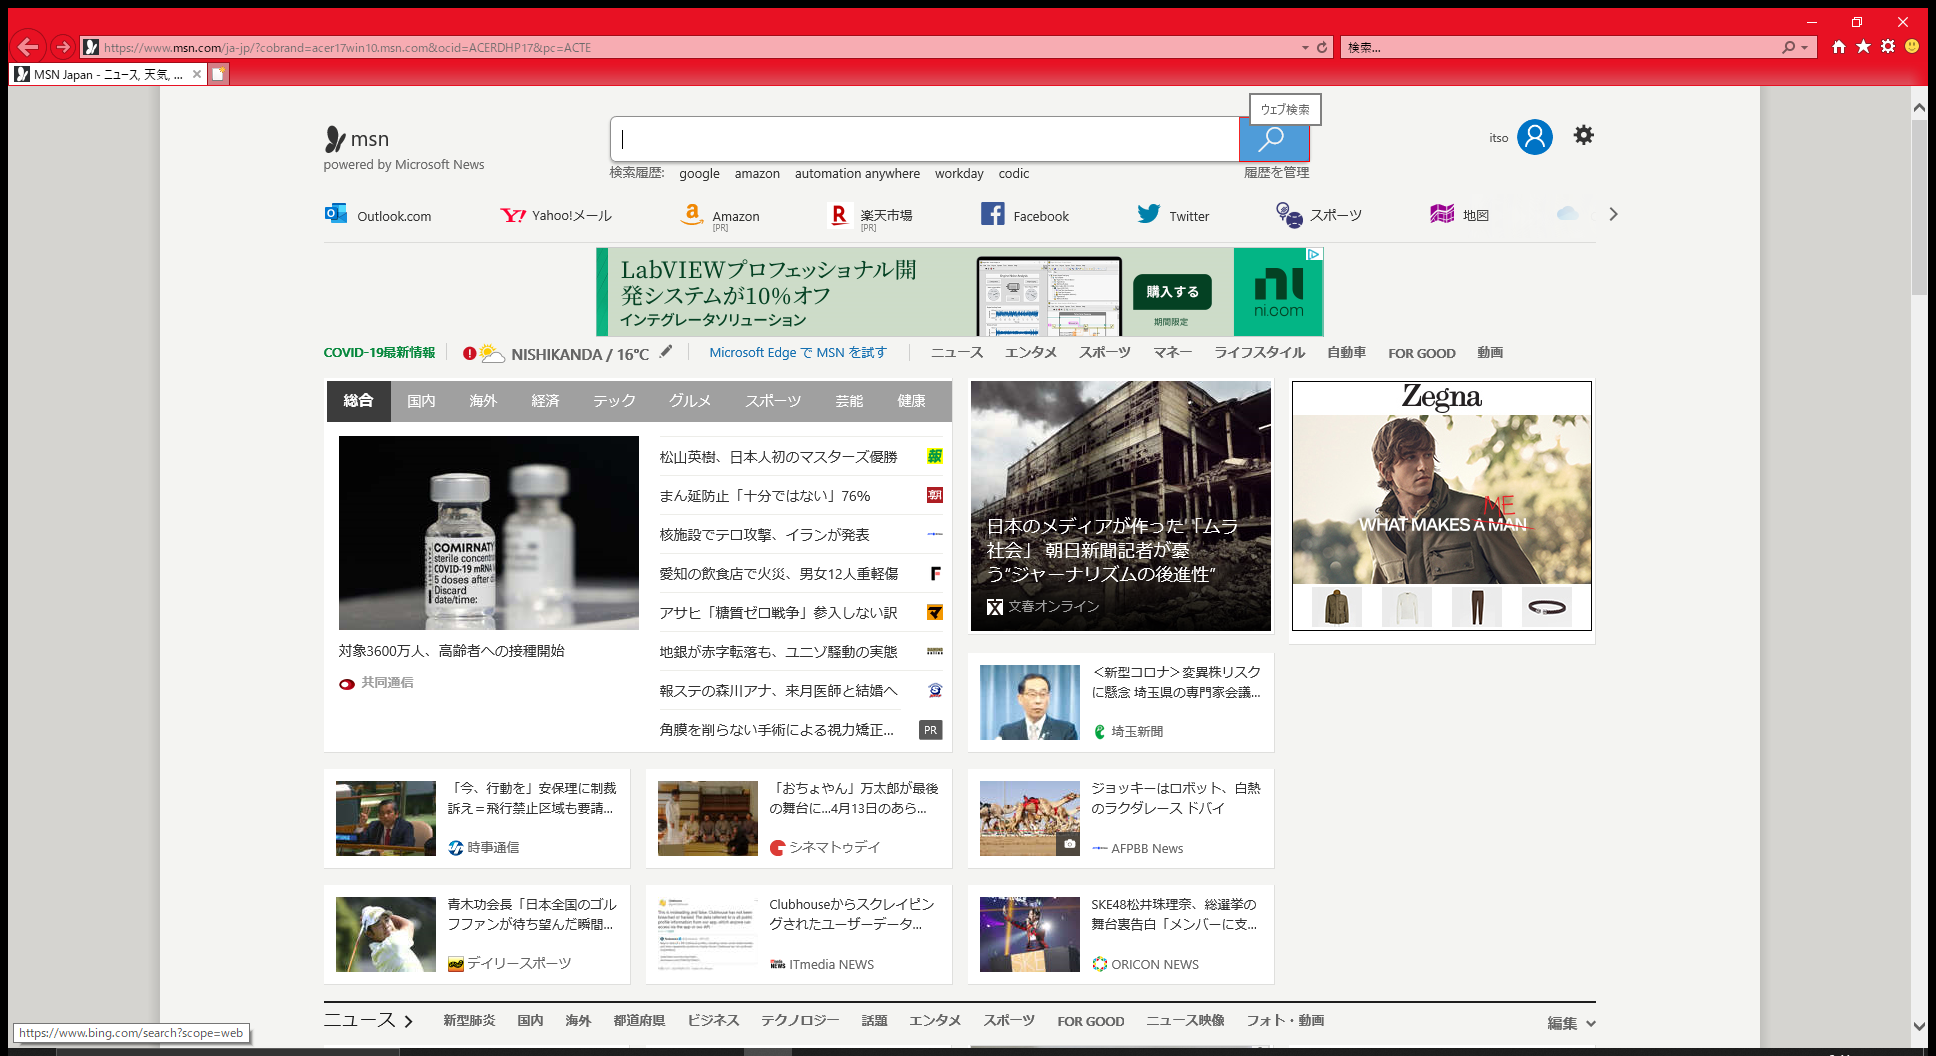 https://www.msn.com/ja-jp/?cobrand=acer17win10.msn.com&ocid=ACERDHP17&pc=ACTE
検索...
MSN Japan - ニュース, 天気, ...
ウェブ検索
msn
powered by Microsoft News
itso
検索履歴: google amazon automation anywhere workday codic 履歴を管理
Outlook.com
Yahoo!メール
Amazon
[PR]
楽天市場
[PR]
Facebook
Twitter
スポーツ
地図
LabVIEWプロフェッショナル開
発システムが10%オフ
インテグレータソリューション
購入する
期間限定
ni.com
COVID-19最新情報
NISHIKANDA / 16°C
Microsoft Edge で MSN を試す
ニュース エンタメ スポーツ マネー ライフスタイル 自動車 FOR GOOD 動画
総合 国内 海外 経済 テック グルメ スポーツ 芸能 健康
COMIRNATY
sterile concentr
COVID-19 mRNA
5 doses after di
Discard
date/time:
対象3600万人、高齢者への接種開始
共同通信
松山英樹、日本人初のマスターズ優勝
まん延防止「十分ではない」76%
核施設でテロ攻撃、イランが発表
愛知の飲食店で火災、男女12人重軽傷
アサヒ「糖質ゼロ戦争」参入しない訳
地銀が赤字転落も、ユニゾ騒動の実態
報ステの森川アナ、来月医師と結婚へ
角膜を削らない手術による視力矯正...
PR
日本のメディアが作った「ムラ
社会」 朝日新聞記者が憂
う“ジャーナリズムの後進性”
文春オンライン
Zegna
ME
WHAT MAKES A MAN
<新型コロナ>変異株リスク
に懸念 埼玉県の専門家会議...
埼玉新聞
「今、行動を」安保理に制裁
訴え＝飛行禁止区域も要請...
時事通信
「おちょやん」万太郎が最後
の舞台に...4月13日のあら...
シネマトゥデイ
ジョッキーはロボット、白熱
のラクダレース ドバイ
AFPBB News
青木功会長「日本全国のゴル
フファンが待ち望んだ瞬間...
デイリースポーツ
Clubhouseからスクレイピン
グされたユーザーデータ...
ITmedia NEWS
SKE48松井珠理奈、総選挙の
舞台裏告白「メンバーに支...
ORICON NEWS
ニュース
新型肺炎 国内 海外 都道府県 ビジネス テクノロジー 話題 エンタメ スポーツ FOR GOOD ニュース映像 フォト・動画
編集
https://www.bing.com/search?scope=web